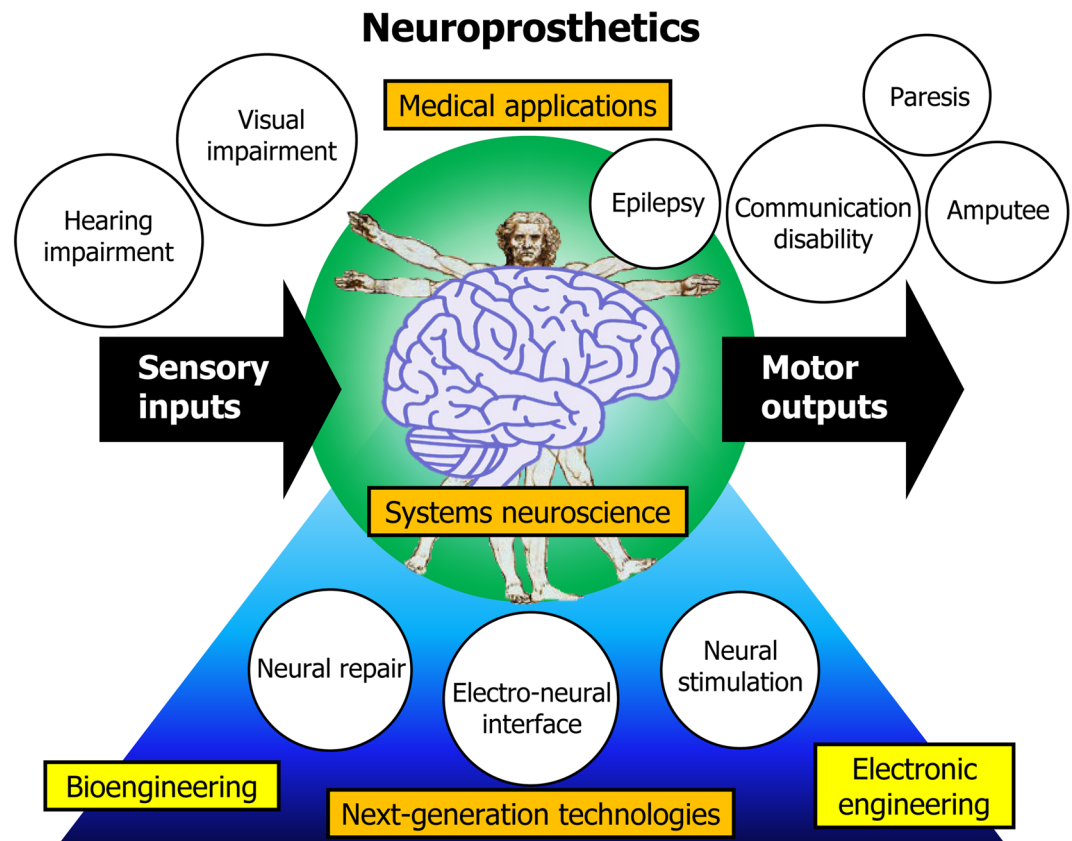 Neuroprosthetics
Medical applications
Visual
impairment
Hearing
impairment
Epilepsy
Communication
disability
Paresis
Amputee
Sensory
inputs
Motor
outputs
Systems neuroscience
Neural repair
Electro-neural
interface
Neural
stimulation
Bioengineering
Next-generation technologies
Electronic
engineering